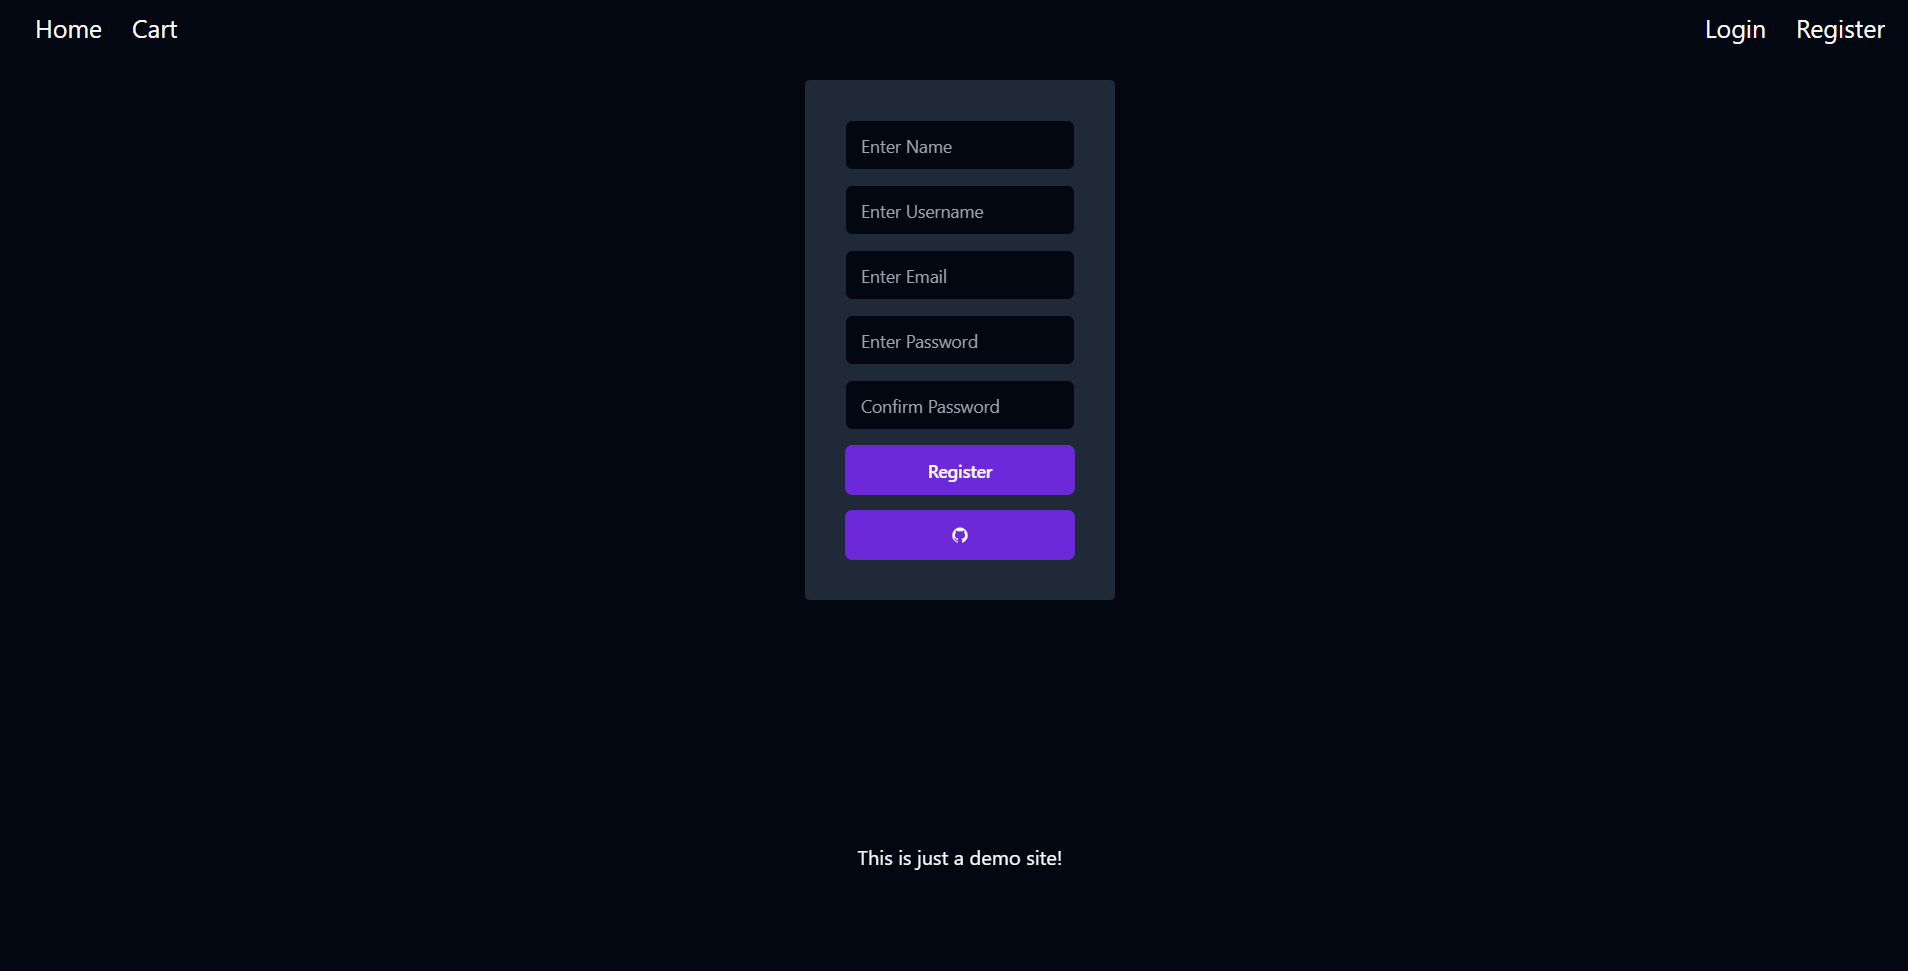 Home Cart Login Register
Enter Name
Enter Username
Enter Email
Enter Password
Confirm Password
Register
This is just a demo site!